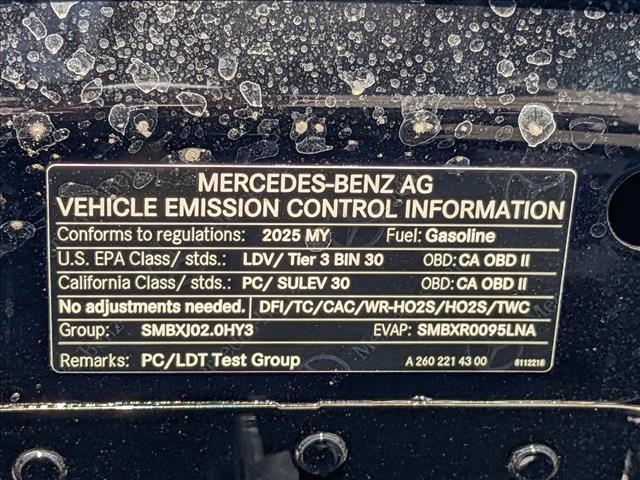 MERCEDES-BENZ AG
VEHICLE EMISSION CONTROL INFORMATION
Conforms to regulations: 2025 MY Fuel: Gasoline
U.S. EPA Class/ stds.: LDV/ Tier 3 BIN 30 OBD: CA OBD II
California Class/ stds.: PC/ SULEV 30 OBD: CA OBD II
No adjustments needed. DFI/TC/CAC/WR-HO2S/HO2S/TWC
Group: SMBXJ02.0HY3 EVAP: SMBXR0095LNA
Remarks: PC/LDT Test Group A 260 221 43 00 8112218